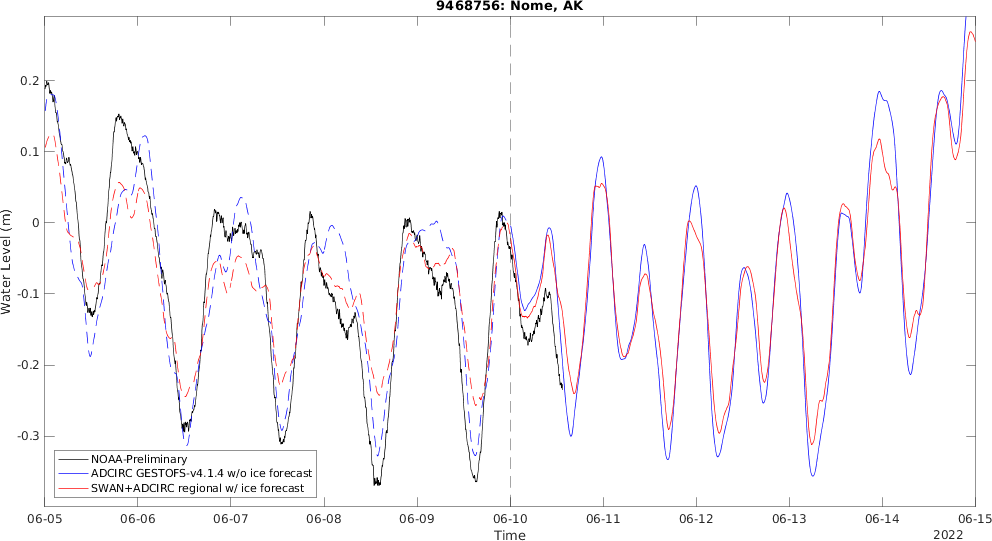 9468756: Nome, AK
Water Level (m)
0.2
0.1
0
-0.1
-0.2
-0.3
NOAA-Preliminary
ADCIRC GESTOFS-v4.1.4 w/o ice forecast
SWAN+ADCIRC regional w/ ice forecast
06-05 06-06 06-07 06-08 06-09 06-10 06-11 06-12 06-13 06-14 06-15
Time
2022